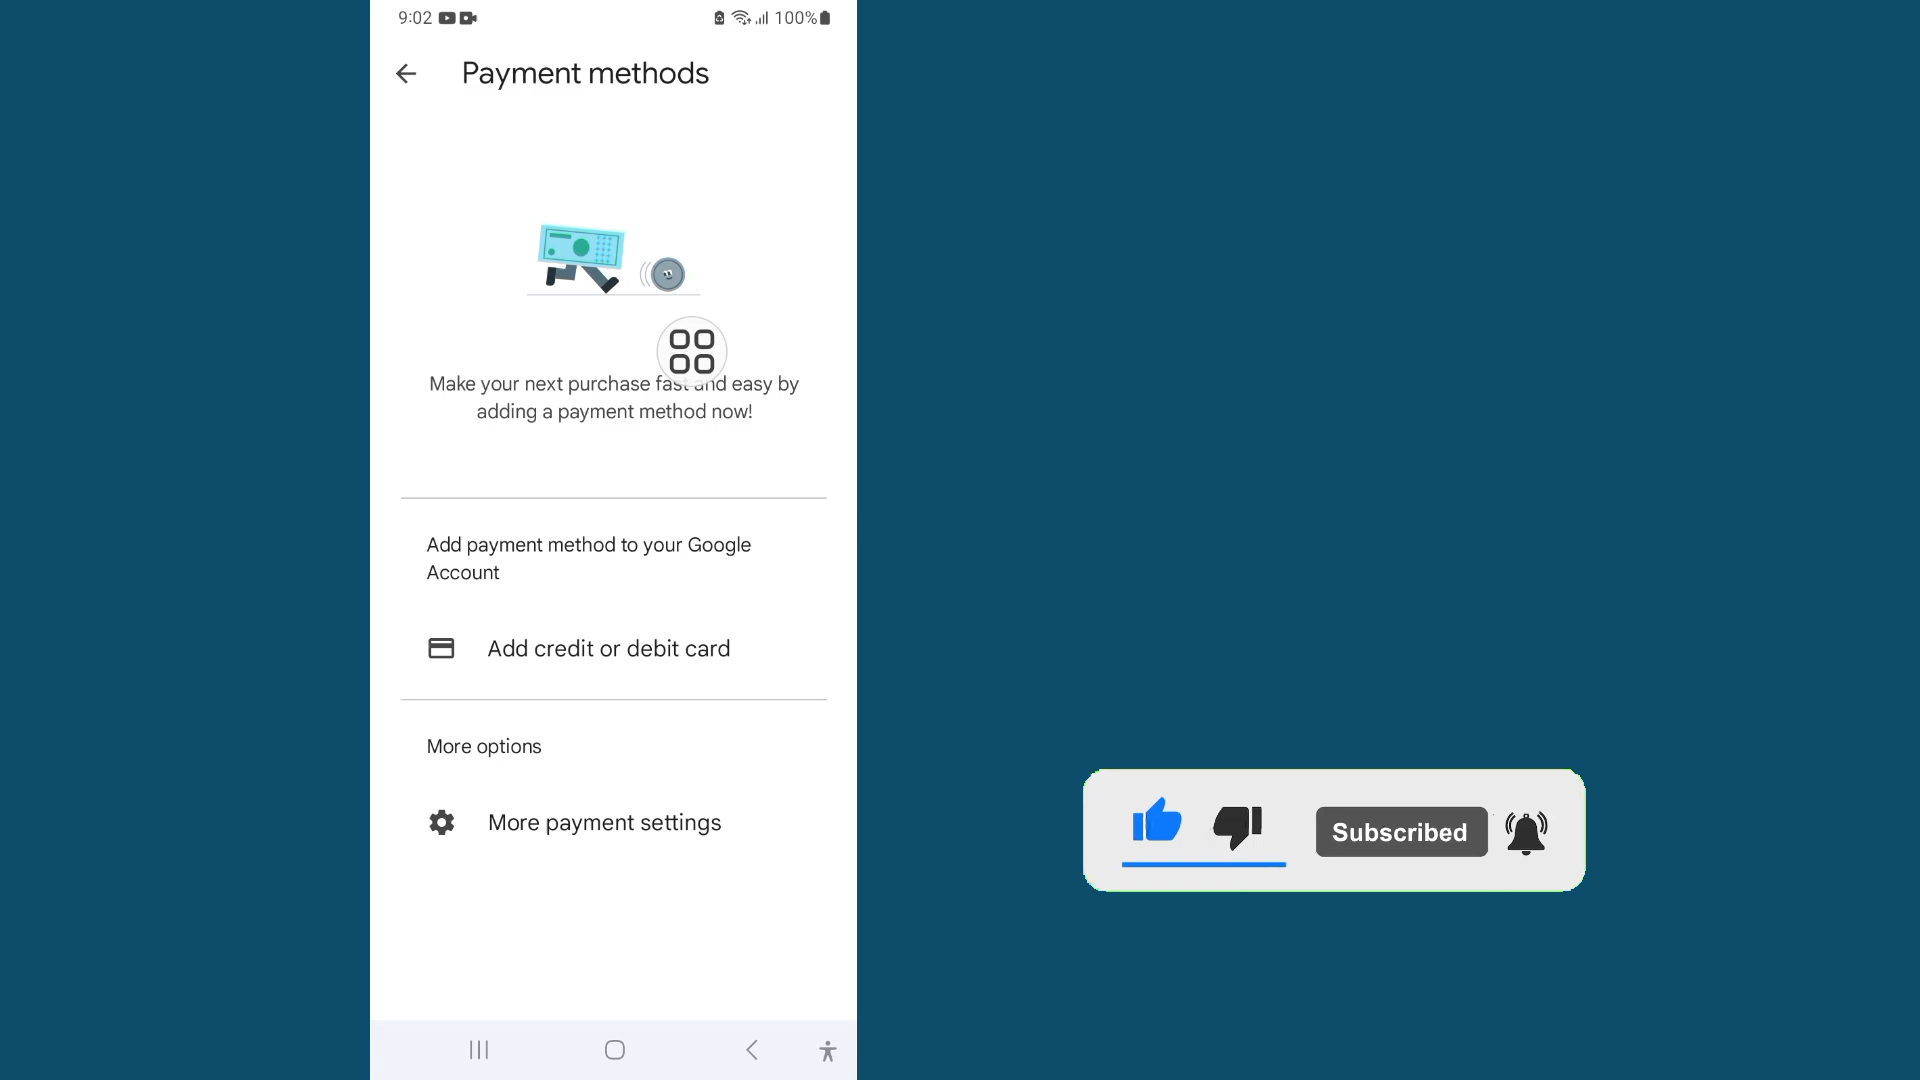 9:02
100%
Payment methods
Make your next purchase fast and easy by
adding a payment method now!
Add payment method to your Google
Account
Add credit or debit card
More options
More payment settings
Subscribed